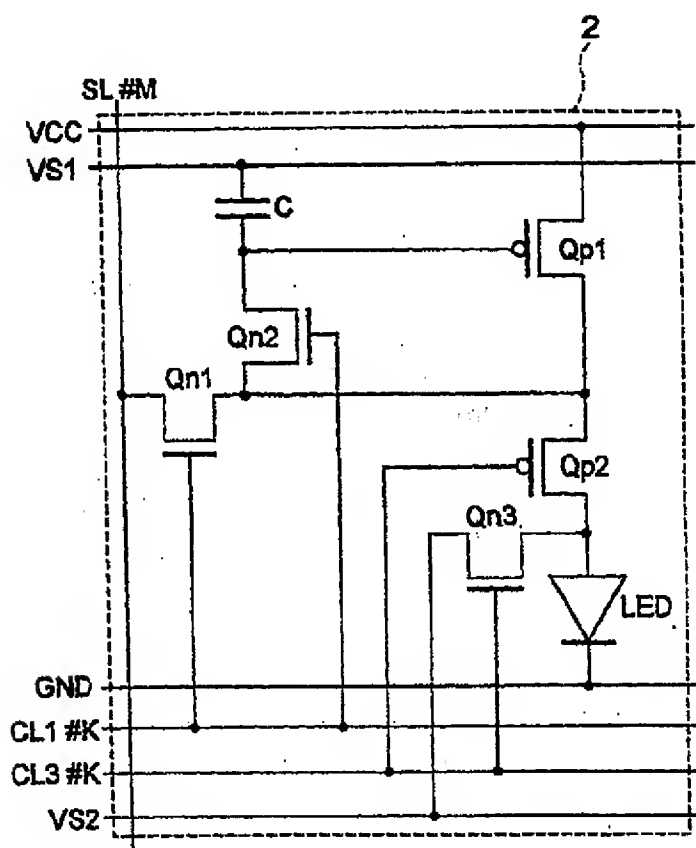 2
SL #M
VCC
VS1
C
Qp1
Qn2
Qn1
Qp2
Qn3
LED
GND
CL1 #K
CL3 #K
VS2